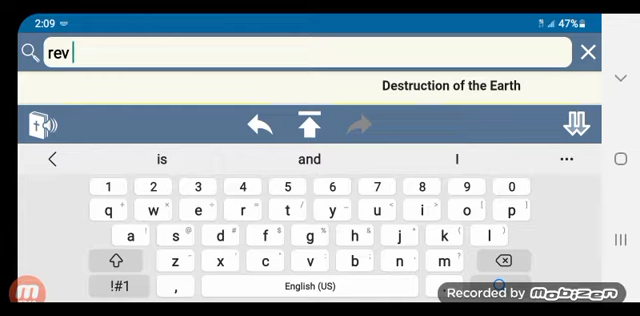 2:09 47%
rev
Destruction of the Earth
is and I
1 2 3 4 5 6 7 8 9 0
q w e r t y u i o p
a s d f g h j k l
z x c v b n m
!#1 , English (US)
Recorded by mobizen